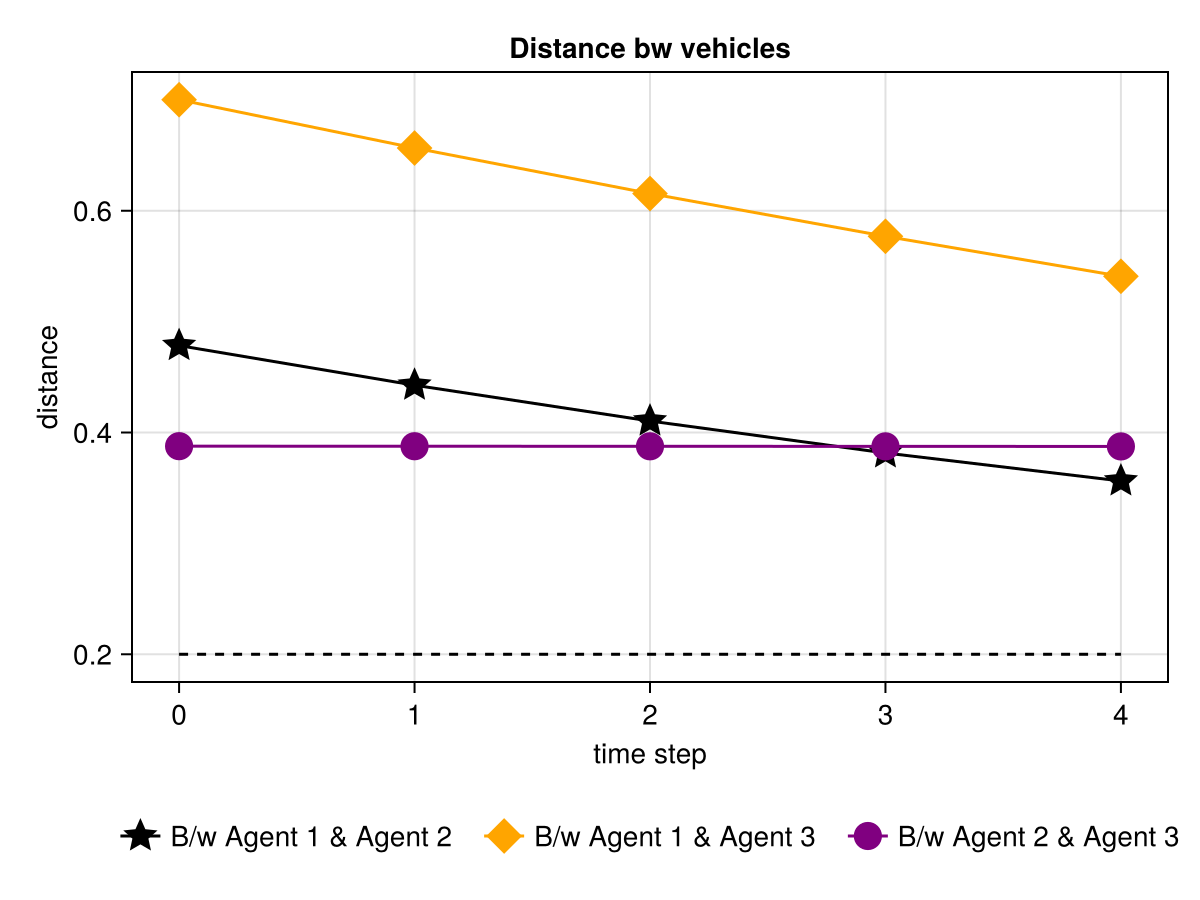 Distance bw vehicles
0.6
0.4
0.2
distance
0 1 2 3 4
time step
B/w Agent 1 & Agent 2 B/w Agent 1 & Agent 3 B/w Agent 2 & Agent 3